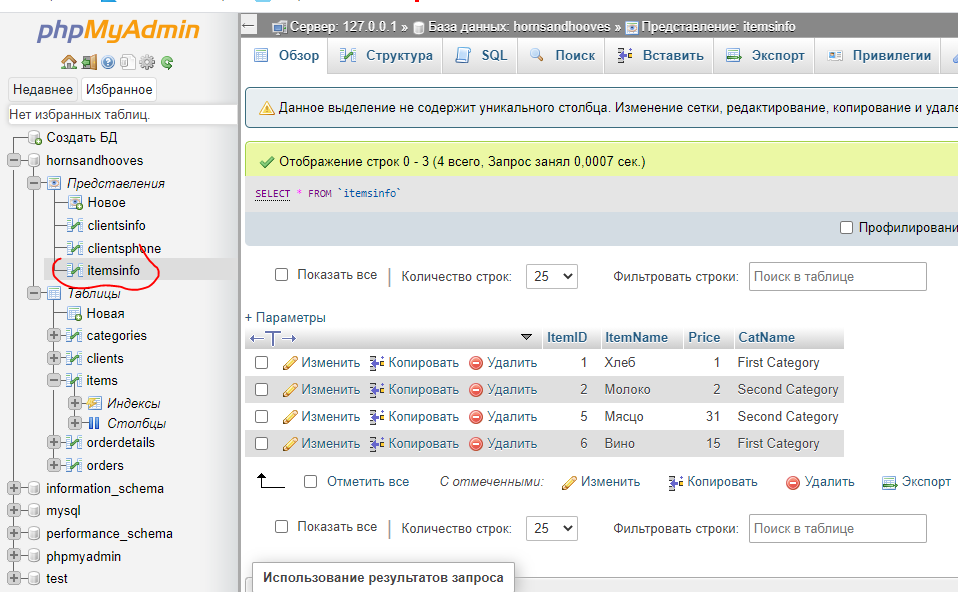 phpMyAdmin
Недавнее Избранное
Нет избранных таблиц.
Создать БД
hornsandhooves
Представления
Новое
clientsinfo
clientsphone
itemsinfo
Таблицы
Новая
categories
clients
items
Индексы
Столбцы
orderdetails
orders
information_schema
mysql
performance_schema
phpmyadmin
test
Сервер: 127.0.0.1 » База данных: hornsandhooves » Представление: itemsinfo
Обзор Структура SQL Поиск Вставить Экспорт Привилегии
Данное выделение не содержит уникального столбца. Изменение сетки, редактирование, копирование и удале
Отображение строк 0 - 3 (4 всего, Запрос занял 0,0007 сек.)
SELECT * FROM `itemsinfo`
Профилировани
Показать все | Количество строк: 25 Фильтровать строки: Поиск в таблице
+ Параметры
←T→ ItemID ItemName Price CatName
Изменить Копировать Удалить 1 Хлеб 1 First Category
Изменить Копировать Удалить 2 Молоко 2 Second Category
Изменить Копировать Удалить 5 Мясцо 31 Second Category
Изменить Копировать Удалить 6 Вино 15 First Category
Отметить все С отмеченными: Изменить Копировать Удалить Экспорт
Показать все | Количество строк: 25 Фильтровать строки: Поиск в таблице
Использование результатов запроса